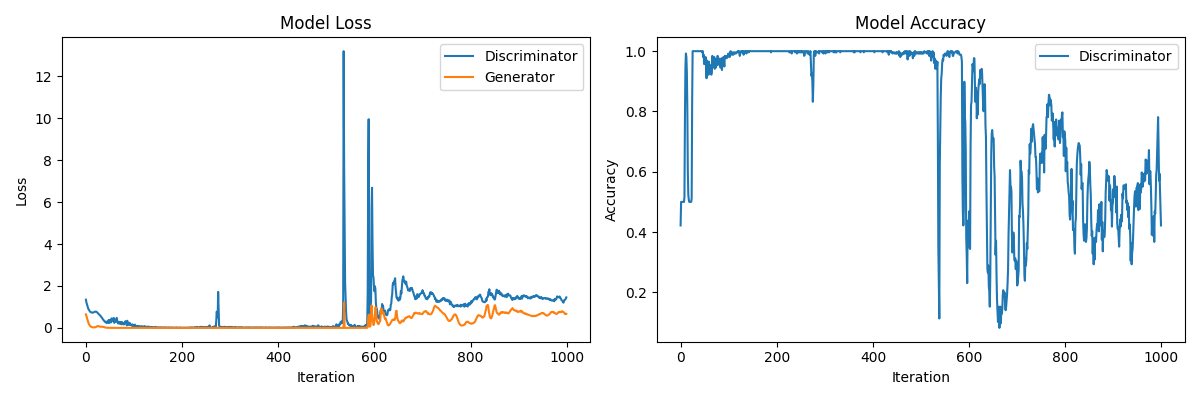 Model Loss
Discriminator
Generator
12
10
8
6
4
2
0
Loss
0 200 400 600 800 1000
Iteration
Model Accuracy
Discriminator
1.0
0.8
0.6
0.4
0.2
Accuracy
0 200 400 600 800 1000
Iteration